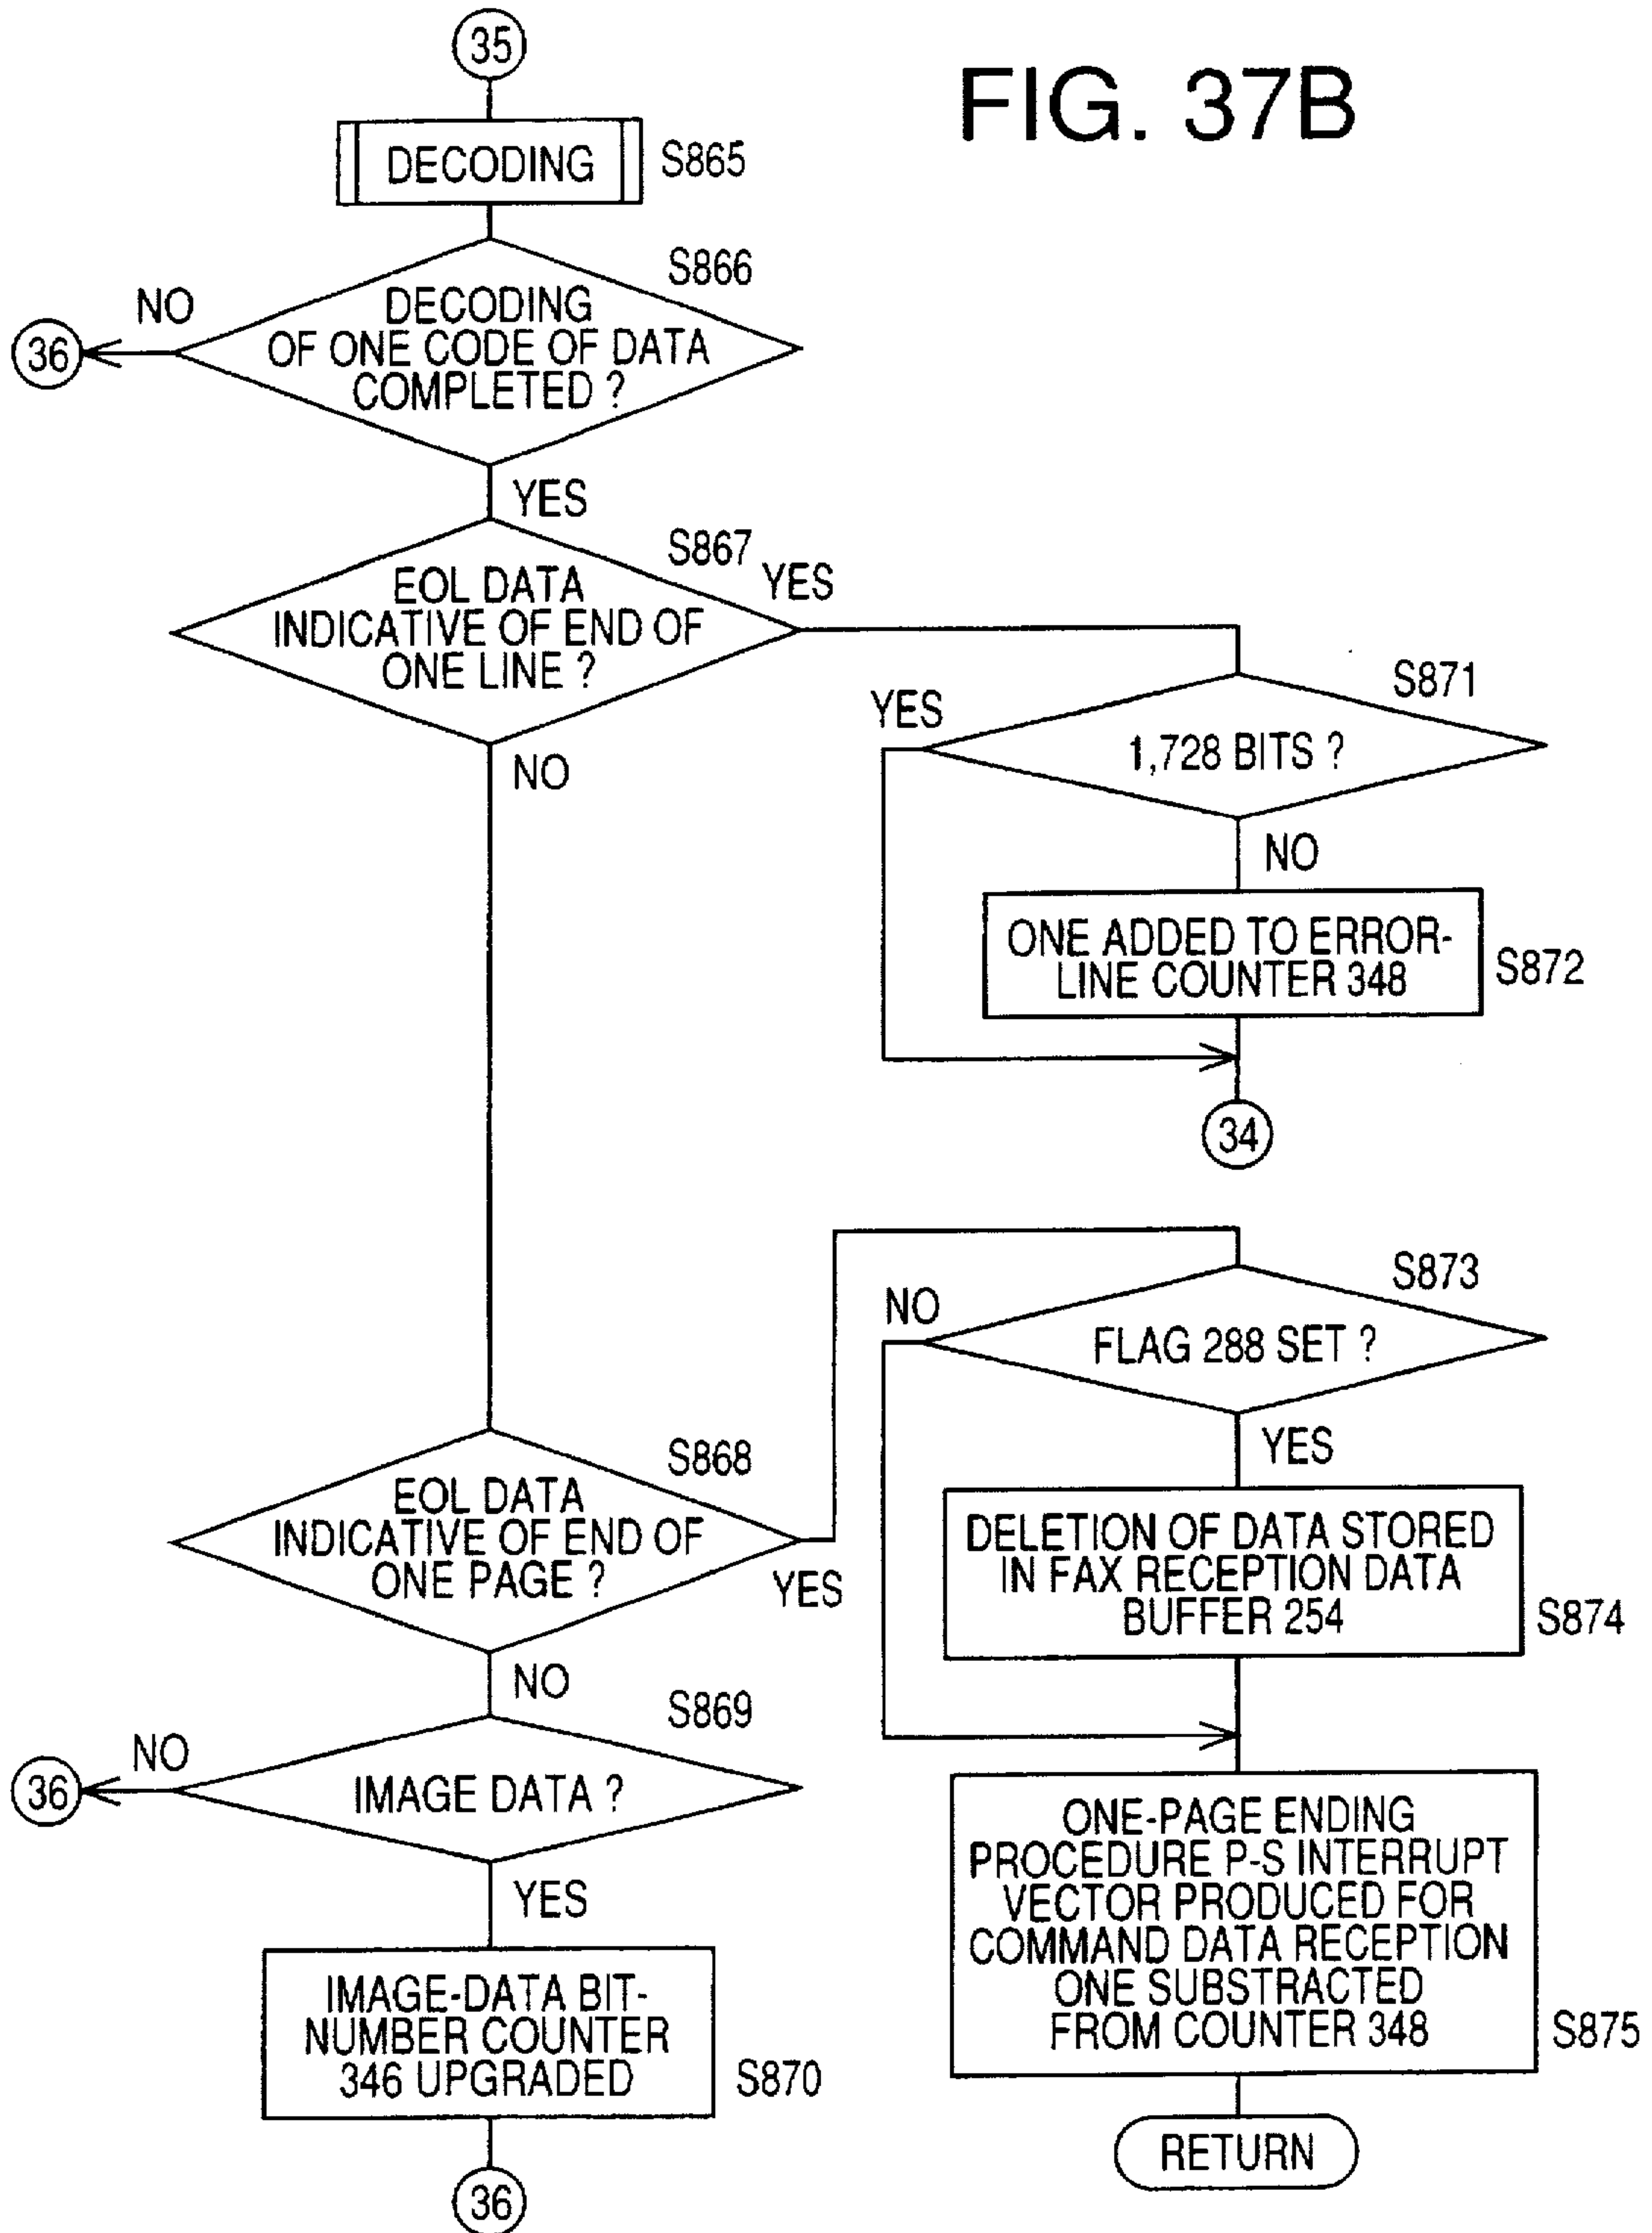 35
FIG. 37B
DECODING
S865
S866
NO
DECODING
OF ONE CODE OF DATA
COMPLETED ?
36
YES
S867
YES
EOL DATA
INDICATIVE OF END OF
ONE LINE ?
NO
S871
YES
1,728 BITS ?
NO
ONE ADDED TO ERROR-
LINE COUNTER 348
S872
34
S873
NO
FLAG 288 SET ?
YES
S868
EOL DATA
INDICATIVE OF END OF
ONE PAGE ?
YES
DELETION OF DATA STORED
IN FAX RECEPTION DATA
BUFFER 254
S874
NO
S869
NO
36
IMAGE DATA ?
YES
ONE-PAGE ENDING
PROCEDURE P-S INTERRUPT
VECTOR PRODUCED FOR
COMMAND DATA RECEPTION
ONE SUBSTRACTED
FROM COUNTER 348
S875
IMAGE-DATA BIT-
NUMBER COUNTER
346 UPGRADED
S870
RETURN
36